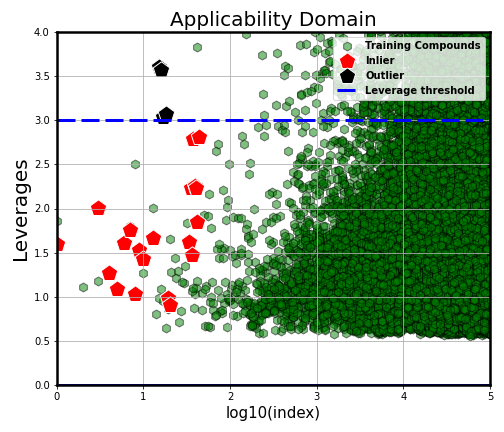 Applicability Domain
4.0
3.5
3.0
2.5
2.0
1.5
1.0
0.5
0.0
Leverages
Training Compounds
Inlier
Outlier
Leverage threshold
0 1 2 3 4 5
log10(index)